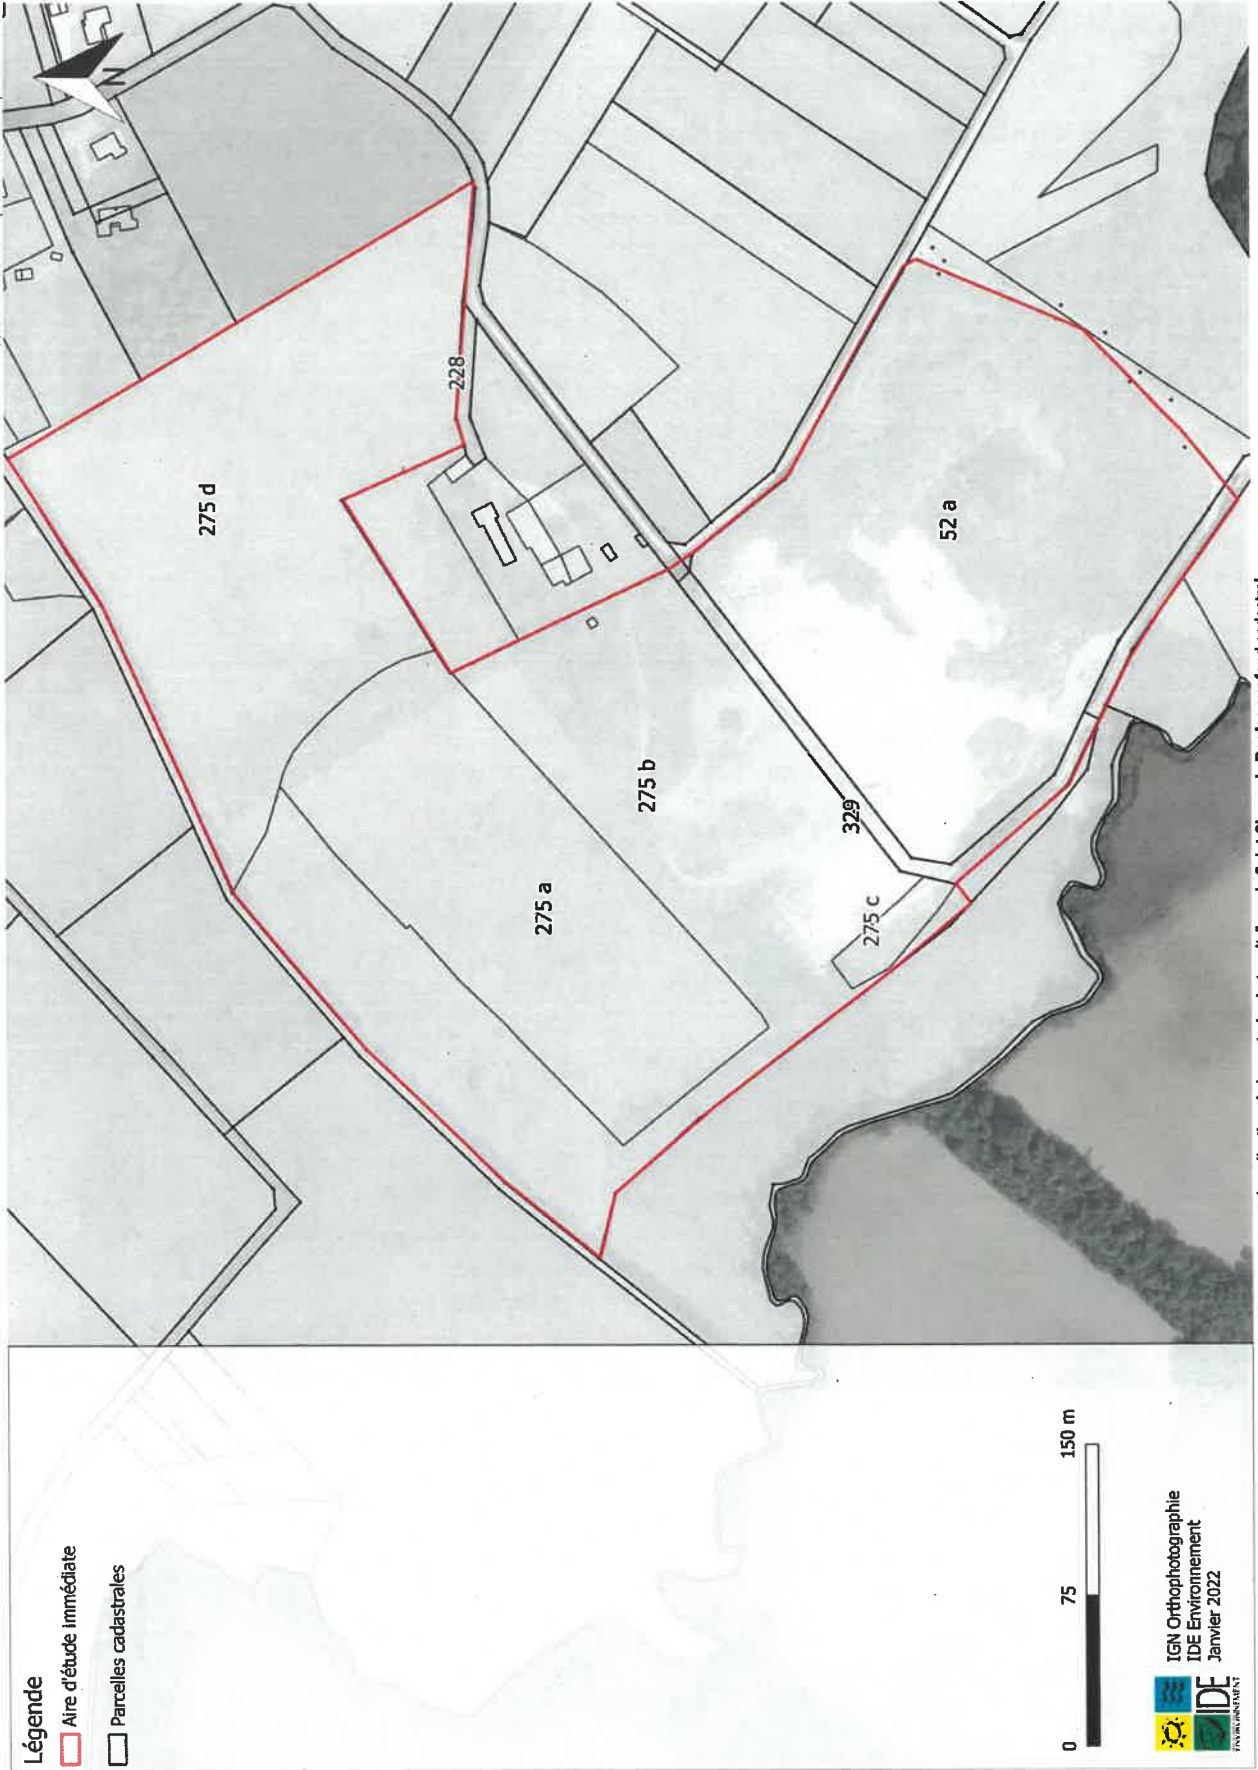 N
275 d
228
275 a
275 b
52 a
329
275 c
Légende
Aire d'étude immédiate
Parcelles cadastrales
0 75 150 m
IGN Orthophotographie
IDE Environnement
Janvier 2022
IDE
ENVIRONNEMENT